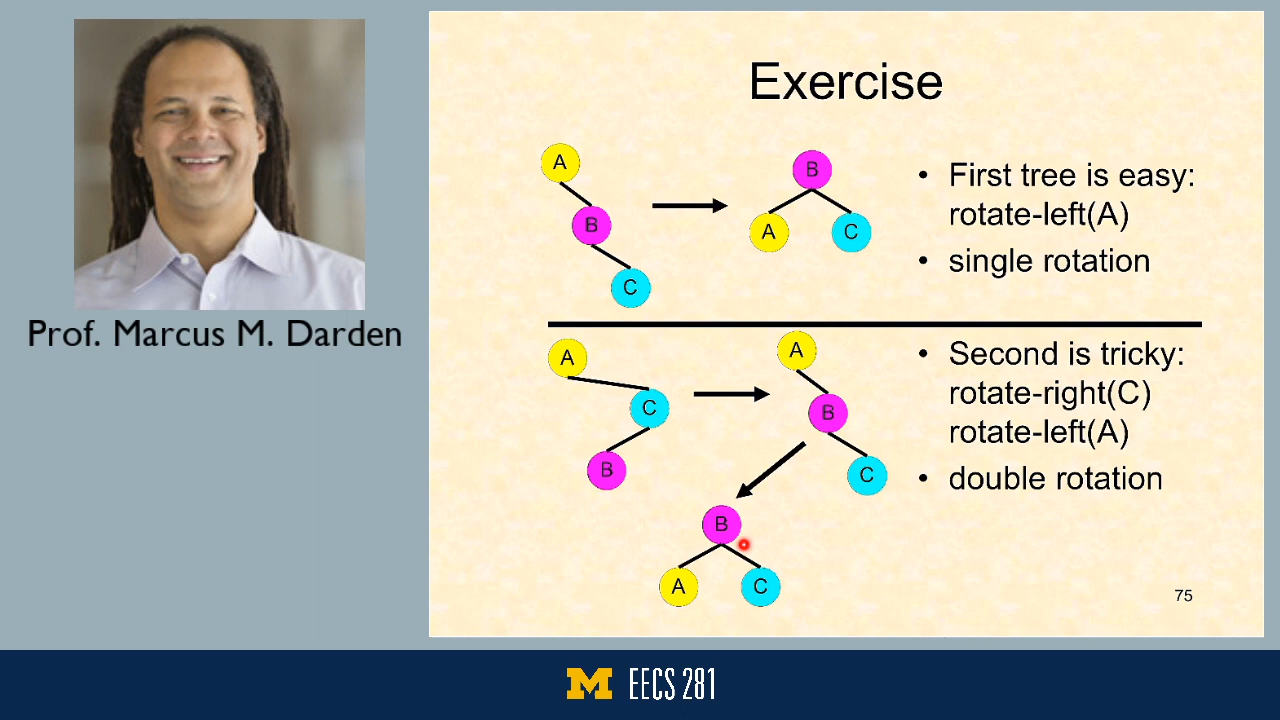 Prof. Marcus M. Darden
Exercise
A
B
C
B
A
C
• First tree is easy:
rotate-left(A)
• single rotation
A
C
B
A
B
C
B
A
C
• Second is tricky:
rotate-right(C)
rotate-left(A)
• double rotation
75
M EECS 281